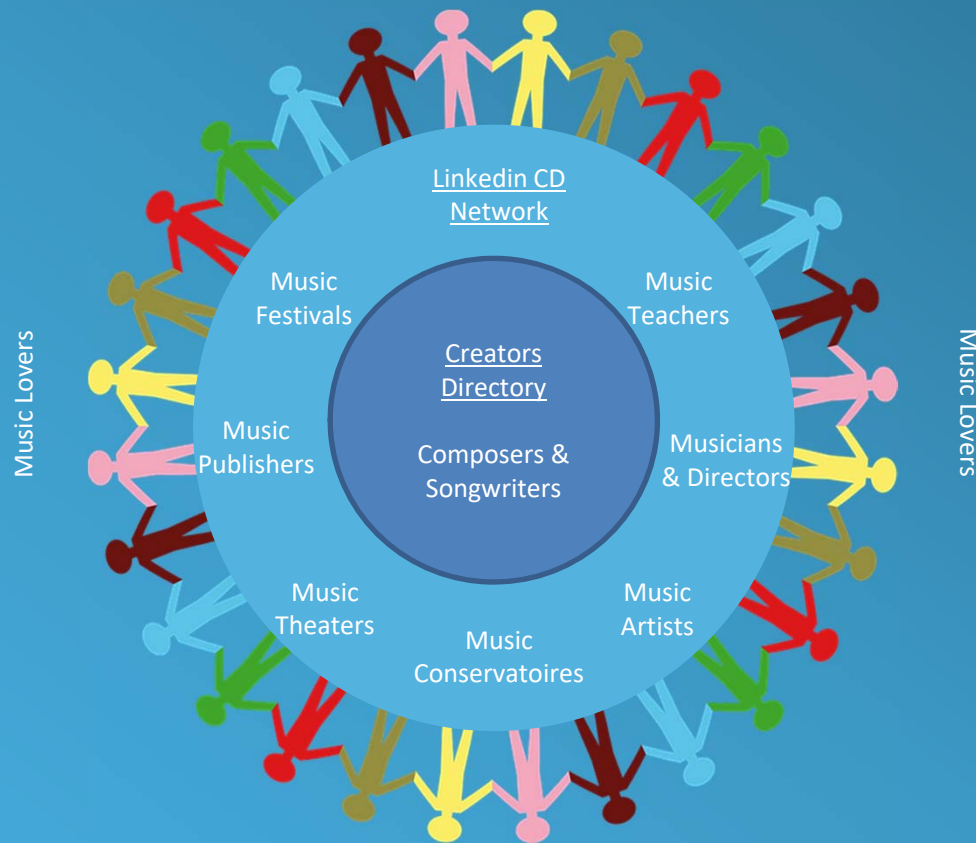 Linkedin CD
Network
Music
Festivals
Music
Teachers
Creators
Directory
Music Lovers
Music Lovers
Music
Publishers
Composers &
Songwriters
Musicians
& Directors
Music
Theaters
Music
Artists
Music
Conservatoires